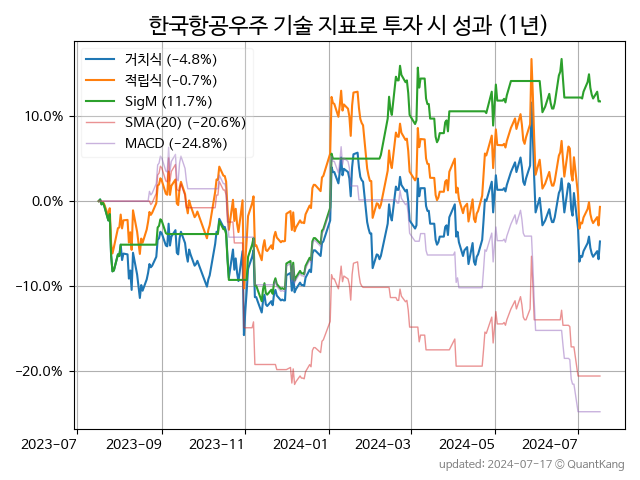 한국항공우주 기술 지표로 투자 시 성과 (1년)
거치식 (−4.8%)
적립식 (−0.7%)
SigM (11.7%)
SMA(20) (−20.6%)
MACD (−24.8%)
10.0%
0.0%
−10.0%
−20.0%
2023-07 2023-09 2023-11 2024-01 2024-03 2024-05 2024-07
updated: 2024-07-17 ⓒ QuantKang